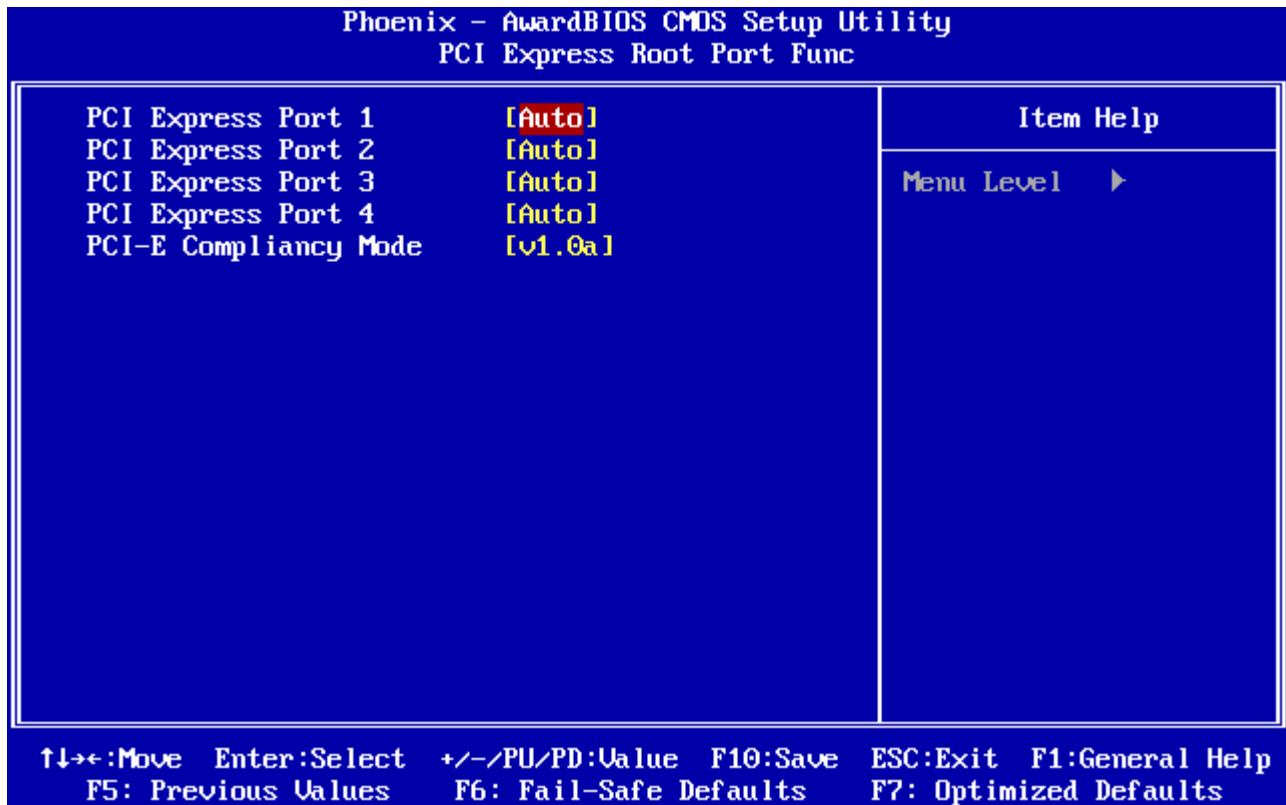 Phoenix - AwardBIOS CMOS Setup Utility
PCI Express Root Port Func
PCI Express Port 1 [Auto]
PCI Express Port 2 [Auto]
PCI Express Port 3 [Auto]
PCI Express Port 4 [Auto]
PCI-E Compliancy Mode [v1.0a]
Item Help
Menu Level ▶
↑↓→←:Move Enter:Select +/-/PU/PD:Value F10:Save ESC:Exit F1:General Help
F5: Previous Values F6: Fail-Safe Defaults F7: Optimized Defaults